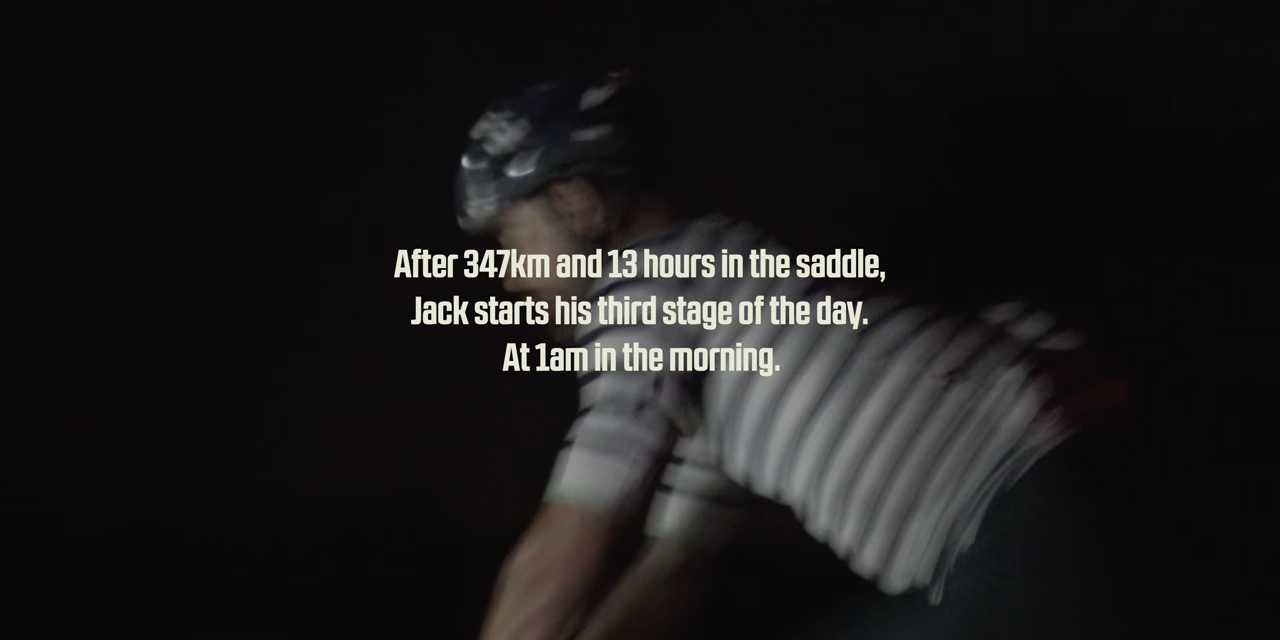 After 347km and 13 hours in the saddle,
Jack starts his third stage of the day.
At 1am in the morning.